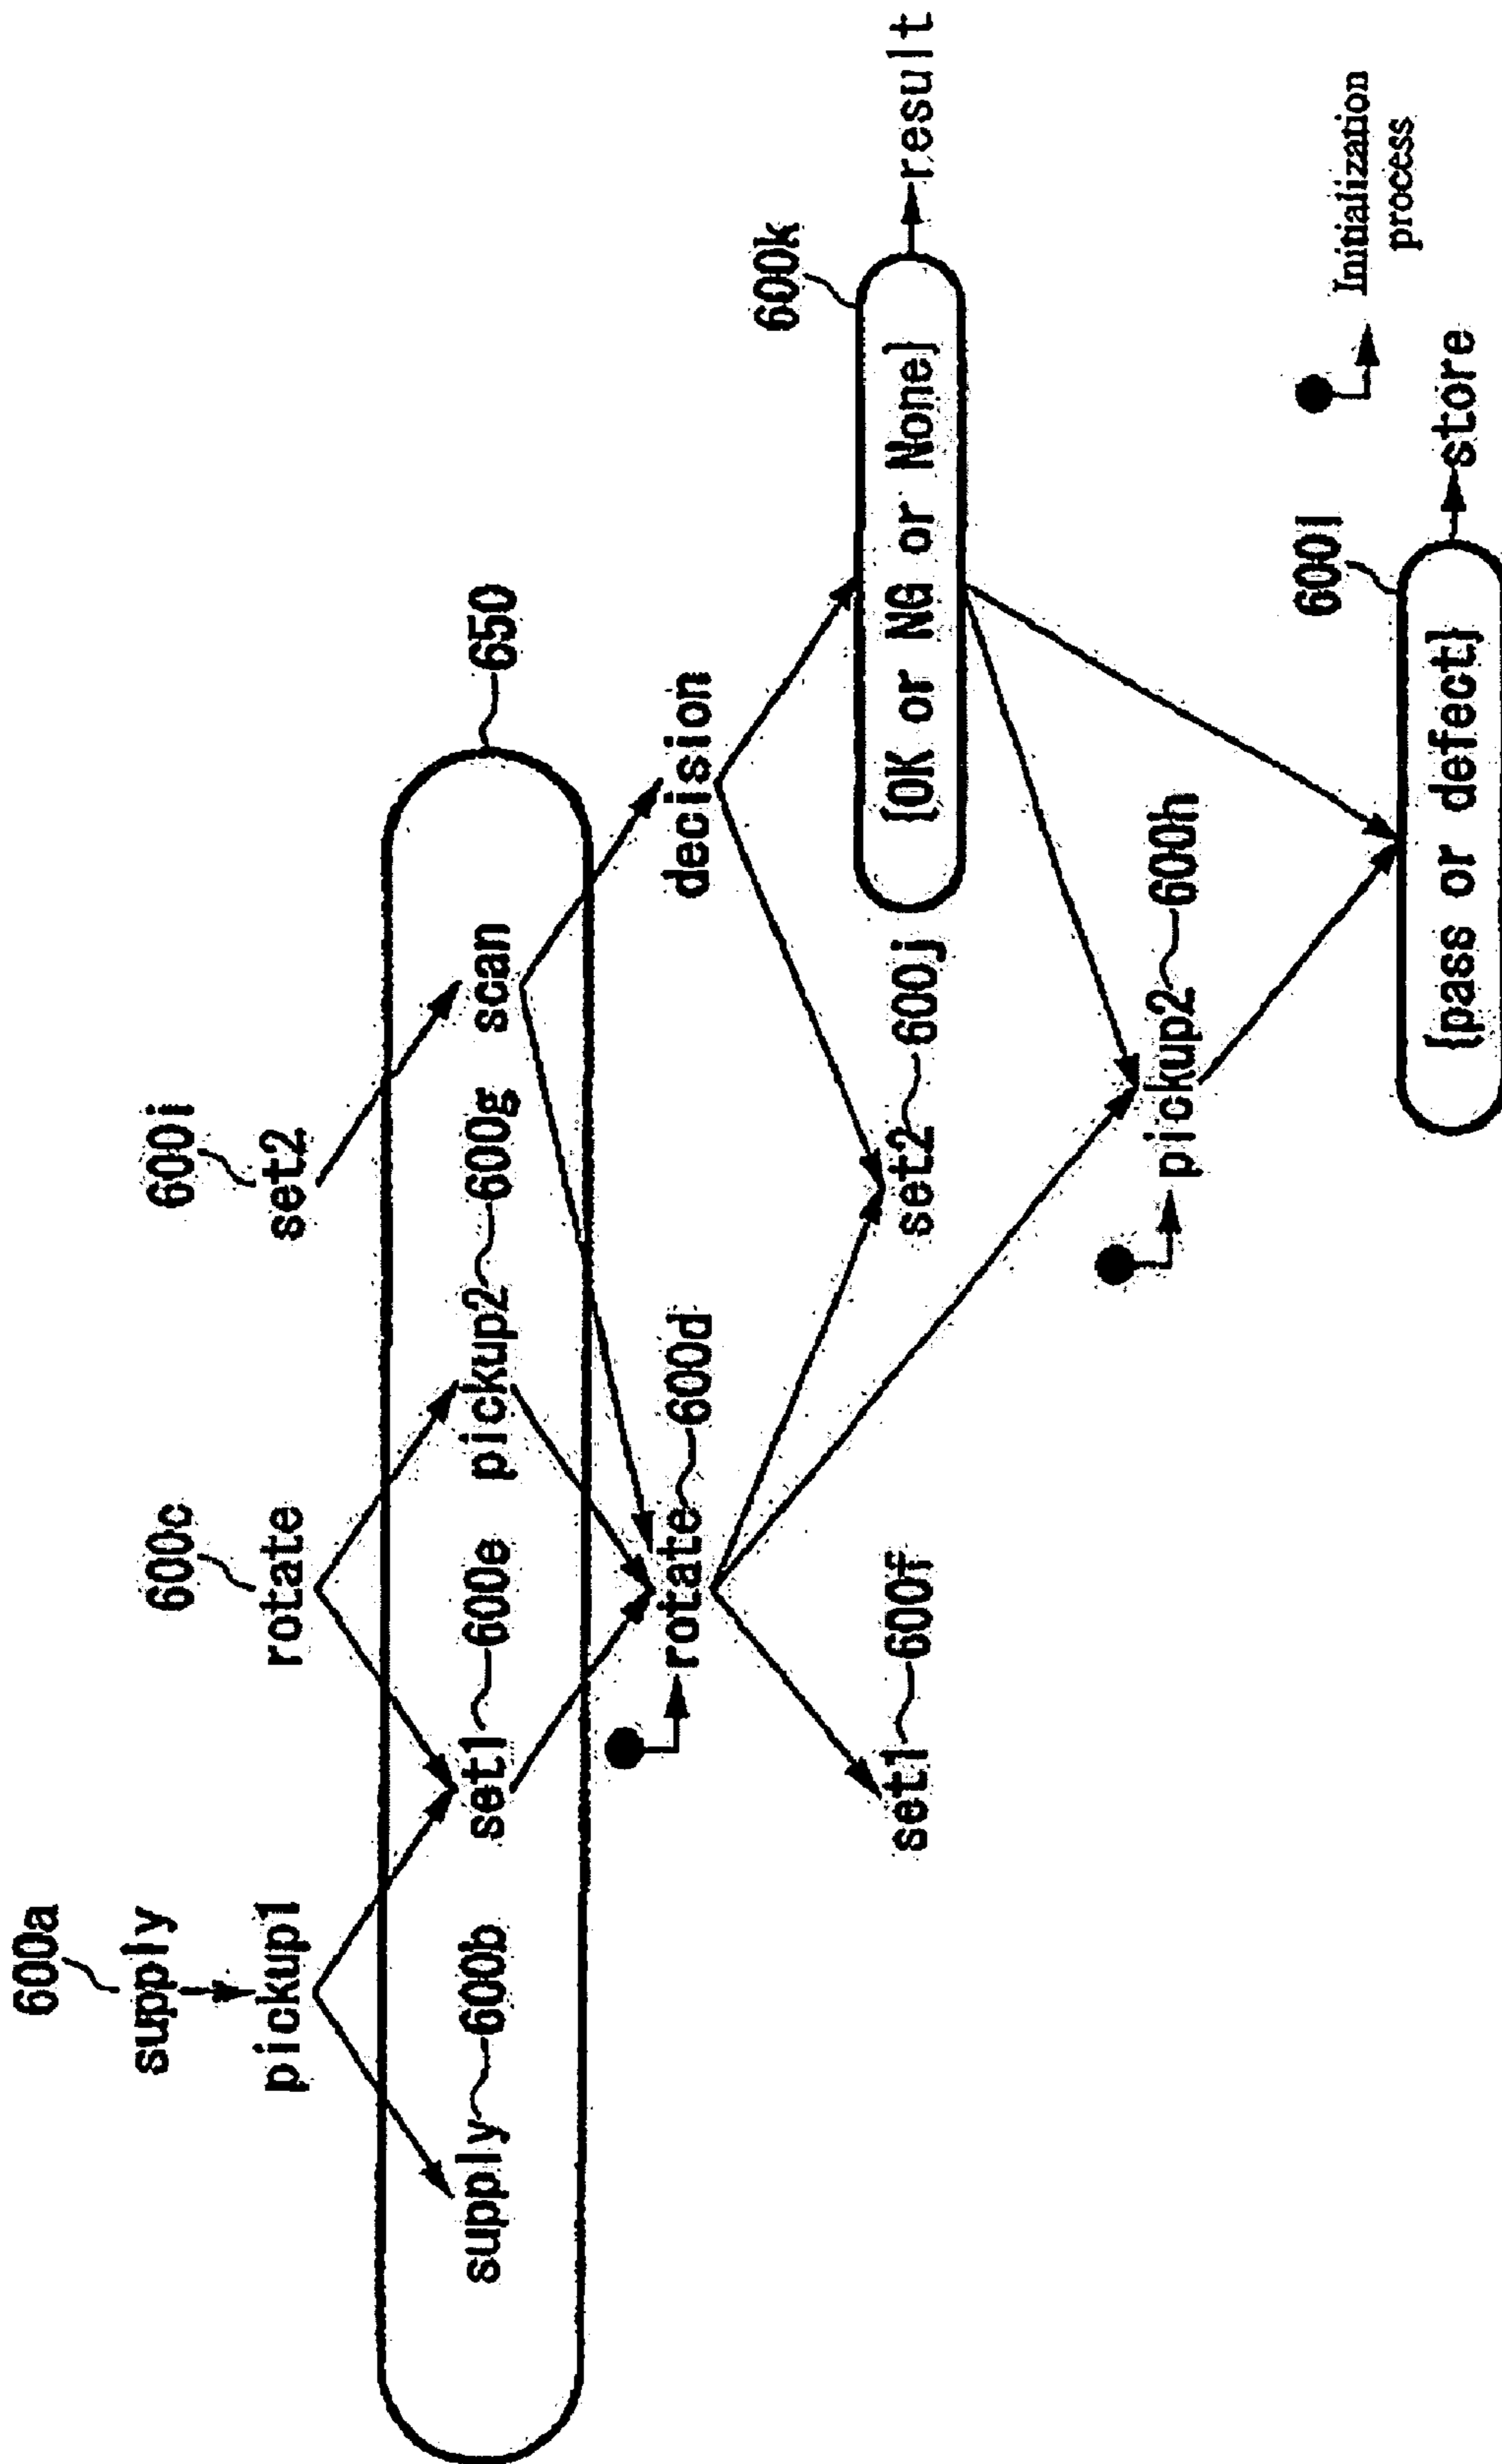 600a
supply
600c
600i
pickup1
rotate
set2
supply 600b
set1 600e
pickup2 600g
scan
650
rotate 600d
decision
600k
set1 600f
set2 600j
{OK or NG or None}
result
pickup2 600h
600l
Initialization
process
{pass or defect}
store